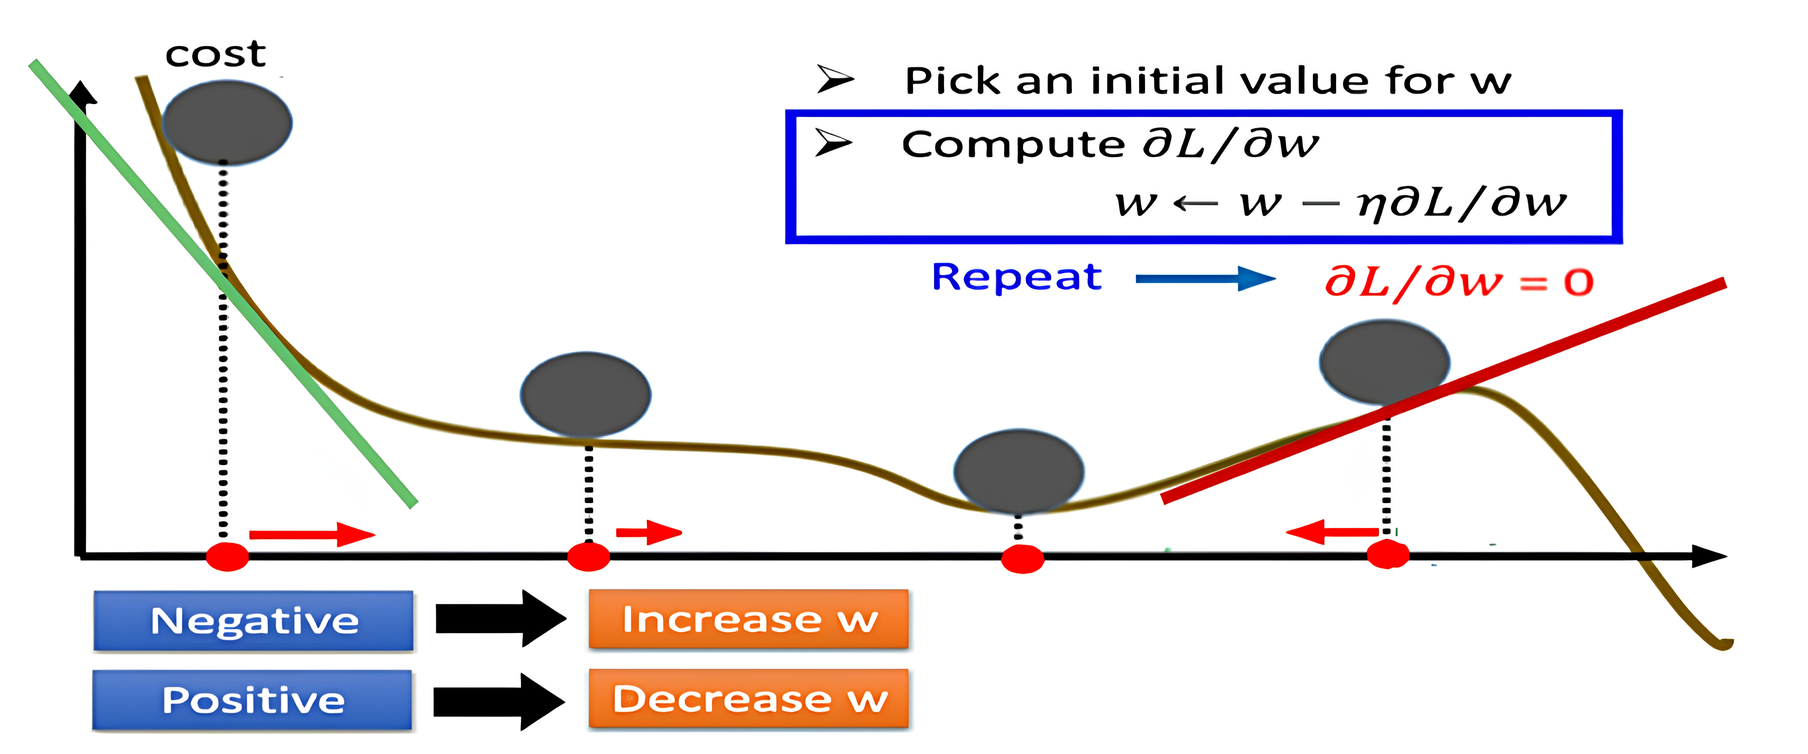 cost
➢ Pick an initial value for w
➢ Compute ∂L/∂w
w ← w − η∂L/∂w
Repeat
∂L/∂w = 0
Negative
Increase w
Positive
Decrease w